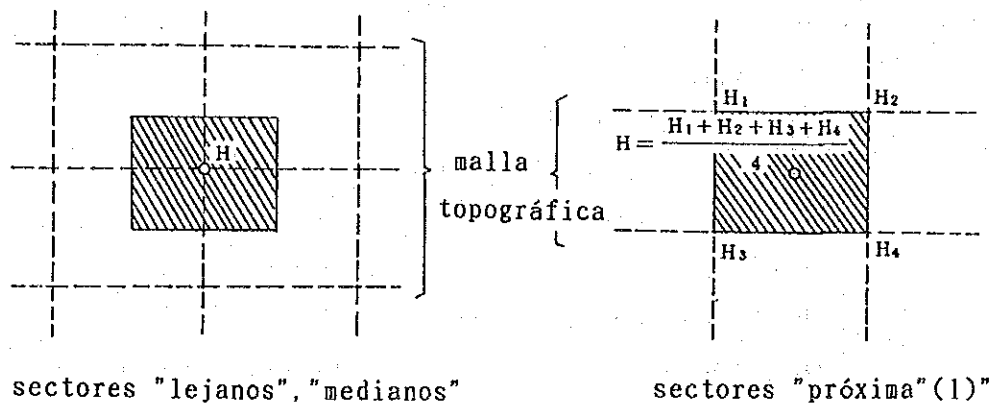 H
malla
topográfica
H₁ H₂
H = (H₁ + H₂ + H₃ + H₄) / 4
H₃ H₄
sectores "lejanos", "medianos"
sectores "próxima"(1)"